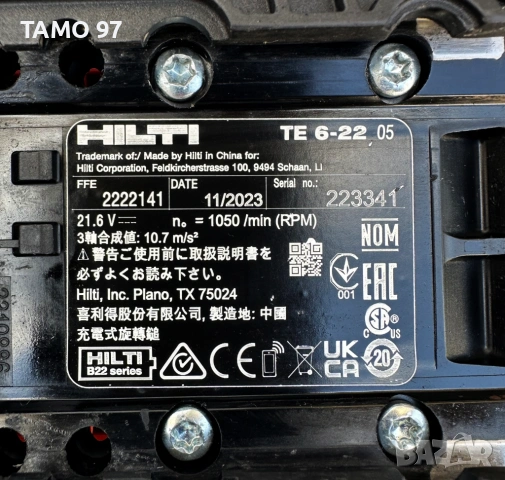 TAMO 97
HILTI TE 6-22 05
Trademark of:/ Made by Hilti in China for:
Hilti Corporation, Feldkircherstrasse 100, 9494 Schaan, LI
FFE DATE Serial no.:
2222141 11/2023 223341
21.6 V n₀ = 1050 /min (RPM)
3軸合成値: 10.7 m/s²
⚠警告ご使用前に取扱説明書を
必ずよくお読み下さい。
Hilti, Inc. Plano, TX 75024
喜利得股份有限公司, 製造地: 中國
充電式旋轉鎚
NOM
001
EAC
C US
HILTI
B22 series
CE
UK
CA
20
BAZAR